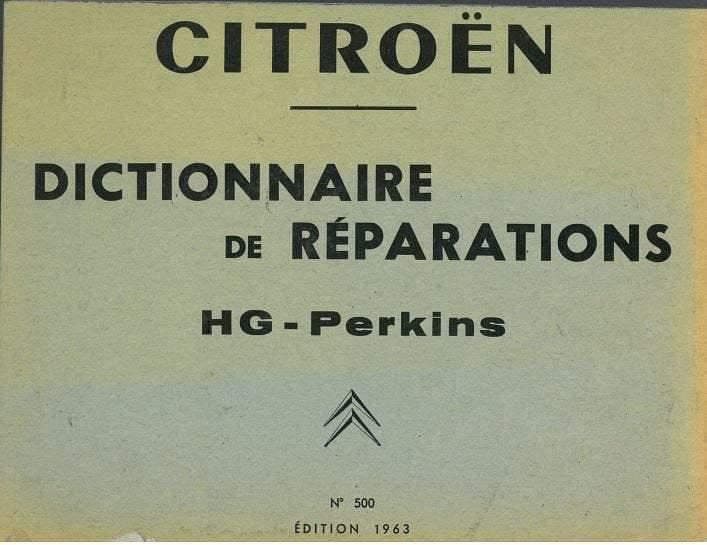 CITROËN
DICTIONNAIRE
DE RÉPARATIONS
HG - Perkins
N° 500
ÉDITION 1963